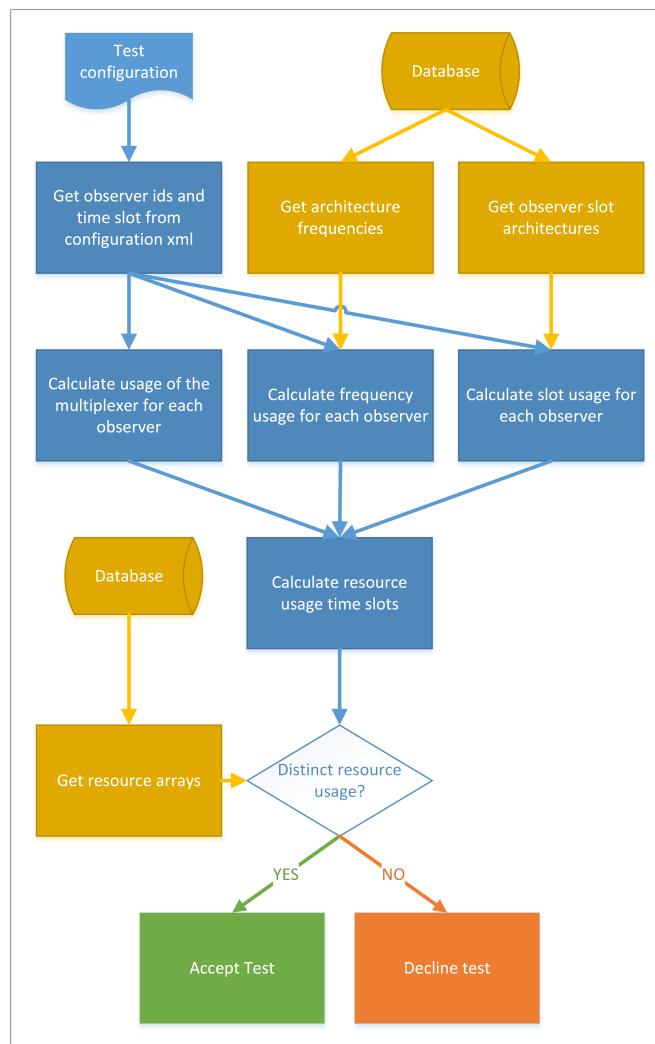 Test
configuration
Database
Get observer ids and
time slot from
configuration xml
Get architecture
frequencies
Get observer slot
architectures
Calculate usage of the
multiplexer for each
observer
Calculate frequency
usage for each observer
Calculate slot usage for
each observer
Database
Calculate resource
usage time slots
Get resource arrays
Distinct resource
usage?
YES
NO
Accept Test
Decline test